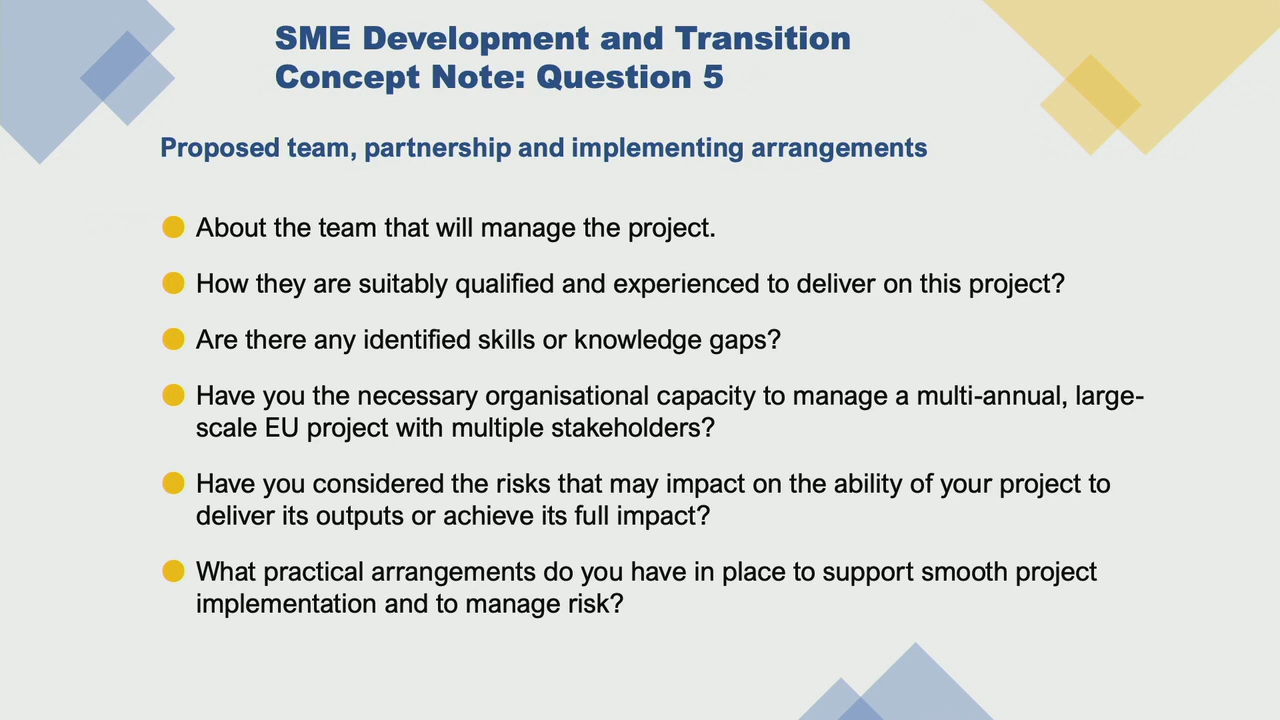 SME Development and Transition
Concept Note: Question 5
Proposed team, partnership and implementing arrangements
About the team that will manage the project.
How they are suitably qualified and experienced to deliver on this project?
Are there any identified skills or knowledge gaps?
Have you the necessary organisational capacity to manage a multi-annual, large-
scale EU project with multiple stakeholders?
Have you considered the risks that may impact on the ability of your project to
deliver its outputs or achieve its full impact?
What practical arrangements do you have in place to support smooth project
implementation and to manage risk?